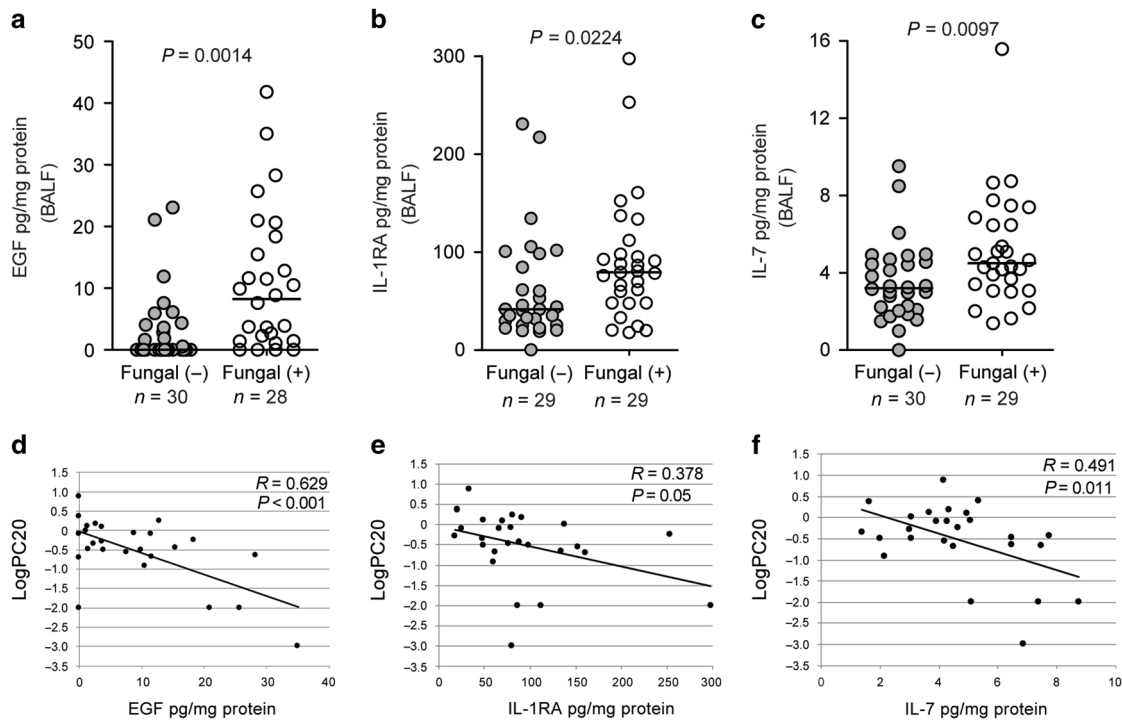 a
P = 0.0014
EGF pg/mg protein
(BALF)
50
40
30
20
10
0
Fungal (–)
n = 30
Fungal (+)
n = 28
b
P = 0.0224
IL-1RA pg/mg protein
(BALF)
300
200
100
0
Fungal (–)
n = 29
Fungal (+)
n = 29
c
P = 0.0097
IL-7 pg/mg protein
(BALF)
16
12
8
4
0
Fungal (–)
n = 30
Fungal (+)
n = 29
d
R = 0.629
P < 0.001
LogPC20
1.5
1.0
0.5
0
–0.5
–1.0
–1.5
–2.0
–2.5
–3.0
–3.5
0 10 20 30 40
EGF pg/mg protein
e
R = 0.378
P = 0.05
LogPC20
1.5
1.0
0.5
0
–0.5
–1.0
–1.5
–2.0
–2.5
–3.0
–3.5
0 50 100 150 200 250 300
IL-1RA pg/mg protein
f
R = 0.491
P = 0.011
LogPC20
1.5
1.0
0.5
0.0
–0.5
–1.0
–1.5
–2.0
–2.5
–3.0
–3.5
0 2 4 6 8 10
IL-7 pg/mg protein